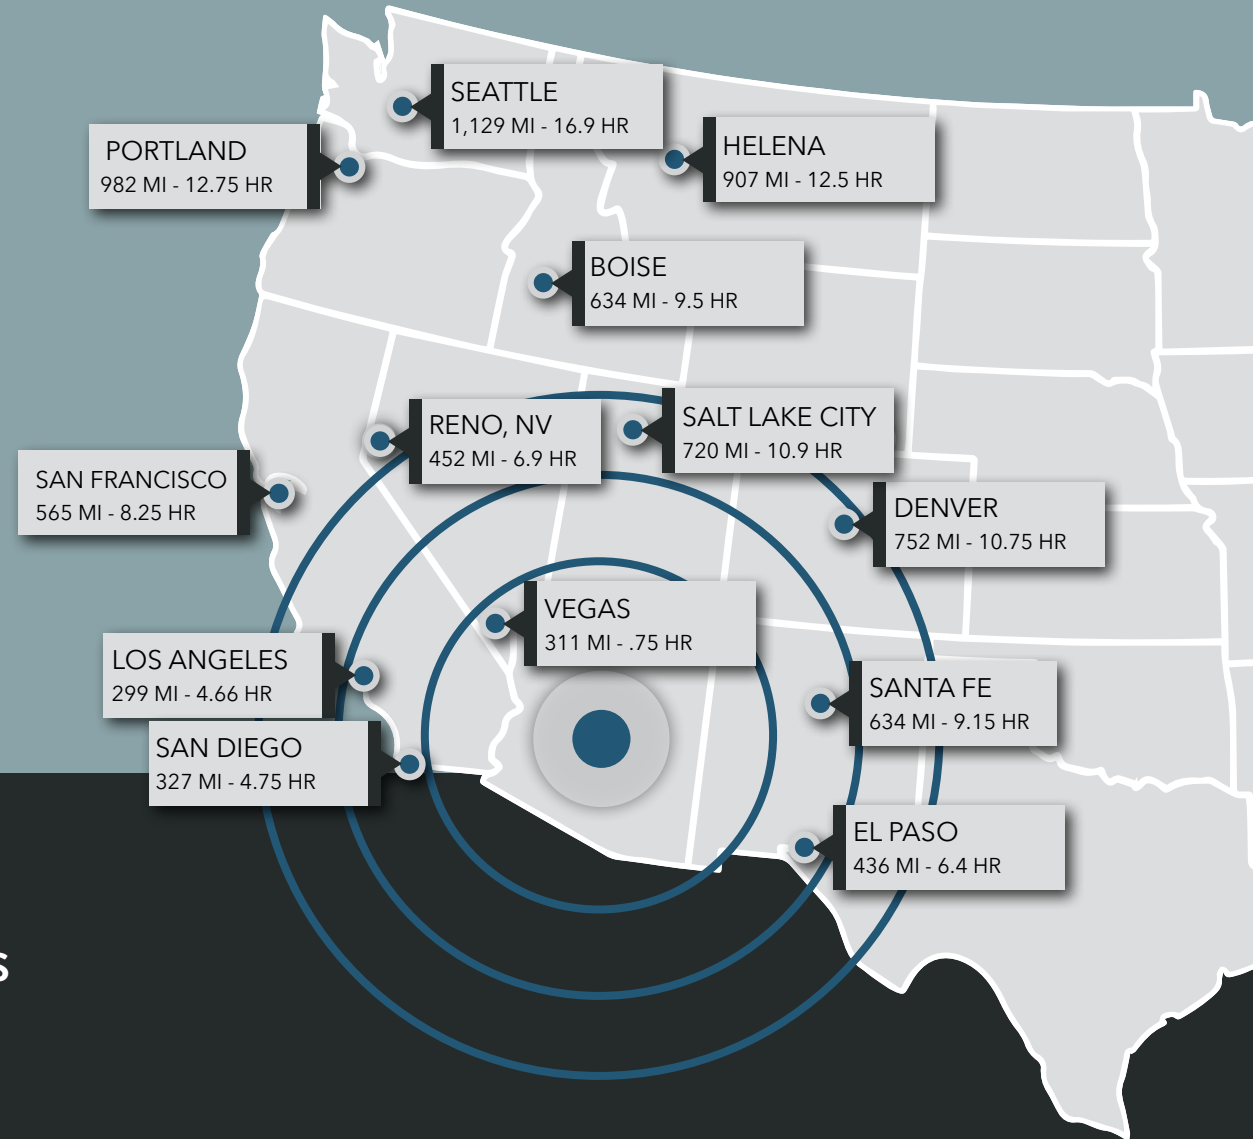 SEATTLE
1,129 MI - 16.9 HR
PORTLAND
982 MI - 12.75 HR
HELENA
907 MI - 12.5 HR
BOISE
634 MI - 9.5 HR
RENO, NV
452 MI - 6.9 HR
SALT LAKE CITY
720 MI - 10.9 HR
SAN FRANCISCO
565 MI - 8.25 HR
DENVER
752 MI - 10.75 HR
VEGAS
311 MI - .75 HR
LOS ANGELES
299 MI - 4.66 HR
SANTA FE
634 MI - 9.15 HR
SAN DIEGO
327 MI - 4.75 HR
EL PASO
436 MI - 6.4 HR
s